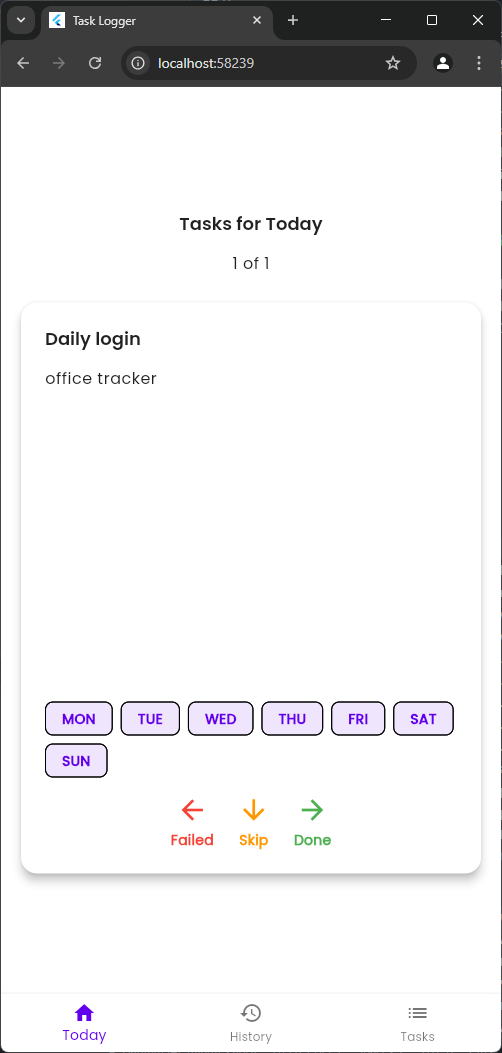 Task Logger
localhost:58239
Tasks for Today
1 of 1
Daily login
office tracker
MON TUE WED THU FRI SAT
SUN
Failed Skip Done
Today History Tasks